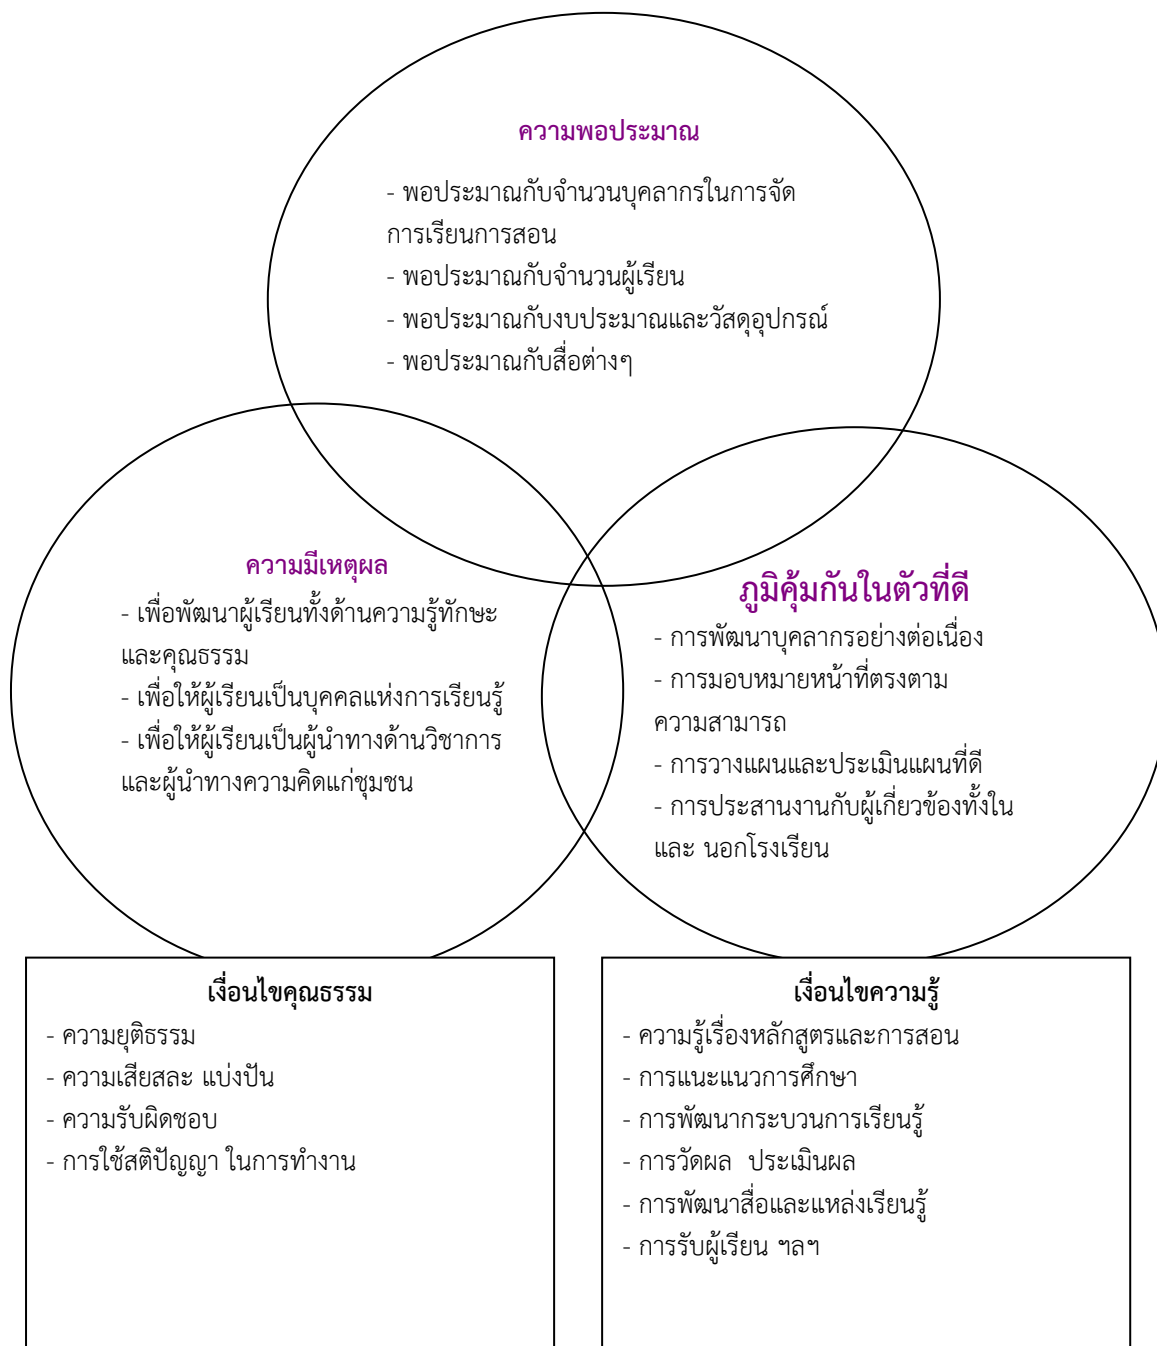 ความพอประมาณ
- พอประมาณกับจำนวนบุคลากรในการจัด
การเรียนการสอน
- พอประมาณกับจำนวนผู้เรียน
- พอประมาณกับงบประมาณและวัสดุอุปกรณ์
- พอประมาณกับสื่อต่างๆ
ความมีเหตุผล
- เพื่อพัฒนาผู้เรียนทั้งด้านความรู้ทักษะ
และคุณธรรม
- เพื่อให้ผู้เรียนเป็นบุคคลแห่งการเรียนรู้
- เพื่อให้ผู้เรียนเป็นผู้นำทางด้านวิชาการ
และผู้นำทางความคิดแก่ชุมชน
ภูมิคุ้มกันในตัวที่ดี
- การพัฒนาบุคลากรอย่างต่อเนื่อง
- การมอบหมายหน้าที่ตรงตาม
ความสามารถ
- การวางแผนและประเมินแผนที่ดี
- การประสานงานกับผู้เกี่ยวข้องทั้งใน
และ นอกโรงเรียน
เงื่อนไขคุณธรรม
- ความยุติธรรม
- ความเสียสละ แบ่งปัน
- ความรับผิดชอบ
- การใช้สติปัญญา ในการทำงาน
เงื่อนไขความรู้
- ความรู้เรื่องหลักสูตรและการสอน
- การแนะแนวการศึกษา
- การพัฒนากระบวนการเรียนรู้
- การวัดผล  ประเมินผล
- การพัฒนาสื่อและแหล่งเรียนรู้
- การรับผู้เรียน ฯลฯ